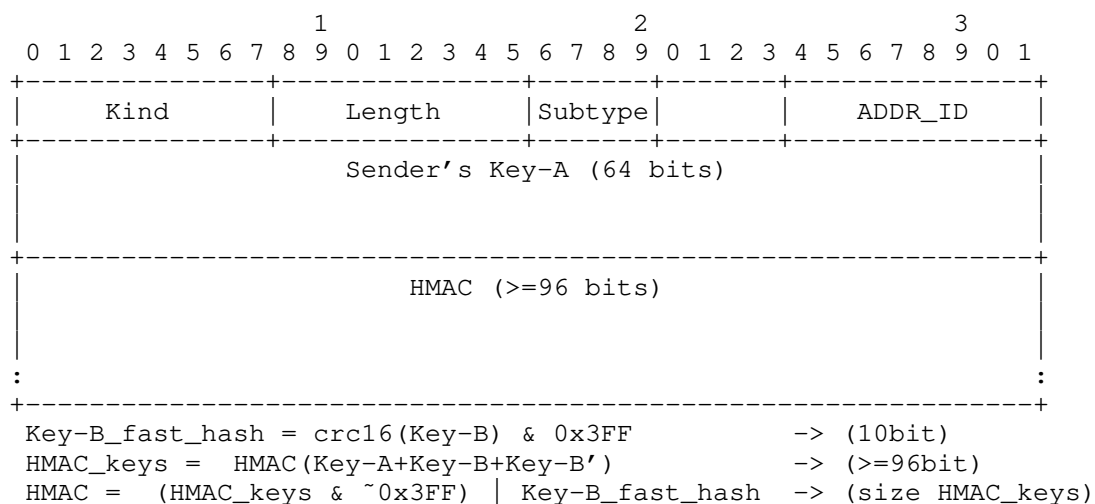 1 2 3
0 1 2 3 4 5 6 7 8 9 0 1 2 3 4 5 6 7 8 9 0 1 2 3 4 5 6 7 8 9 0 1
+---------------+---------------+-------+-------+---------------+
| Kind | Length |Subtype| | ADDR_ID |
+---------------+---------------+-------+-------+---------------+
| Sender's Key-A (64 bits) |
| |
| |
+---------------------------------------------------------------+
| HMAC (>=96 bits) |
| |
| |
: :
+---------------------------------------------------------------+
Key-B_fast_hash = crc16(Key-B) & 0x3FF -> (10bit)
HMAC_keys = HMAC(Key-A+Key-B+Key-B') -> (>=96bit)
HMAC = (HMAC_keys & ~0x3FF) | Key-B_fast_hash -> (size HMAC_keys)